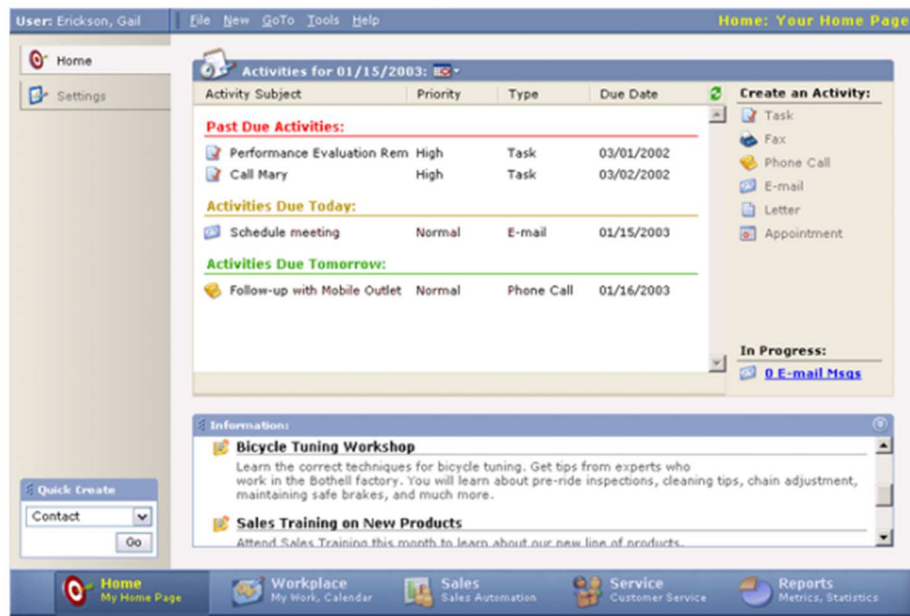 User: Erickson, Gail
File New GoTo Tools Help
Home: Your Home Page
Home
Settings
Activities for 01/15/2003:
Activity Subject Priority Type Due Date
Past Due Activities:
Performance Evaluation Rem High Task 03/01/2002
Call Mary High Task 03/02/2002
Activities Due Today:
Schedule meeting Normal E-mail 01/15/2003
Activities Due Tomorrow:
Follow-up with Mobile Outlet Normal Phone Call 01/16/2003
Create an Activity:
Task
Fax
Phone Call
E-mail
Letter
Appointment
In Progress:
0 E-mail Msgs
Information:
Bicycle Tuning Workshop
Learn the correct techniques for bicycle tuning. Get tips from experts who
work in the Bothell factory. You will learn about pre-ride inspections, cleaning tips, chain adjustment,
maintaining safe brakes, and much more.
Sales Training on New Products
Attend Sales Training this month to learn about our new line of products.
Quick Create
Contact
Go
Home
My Home Page
Workplace
My Work, Calendar
Sales
Sales Automation
Service
Customer Service
Reports
Metrics, Statistics